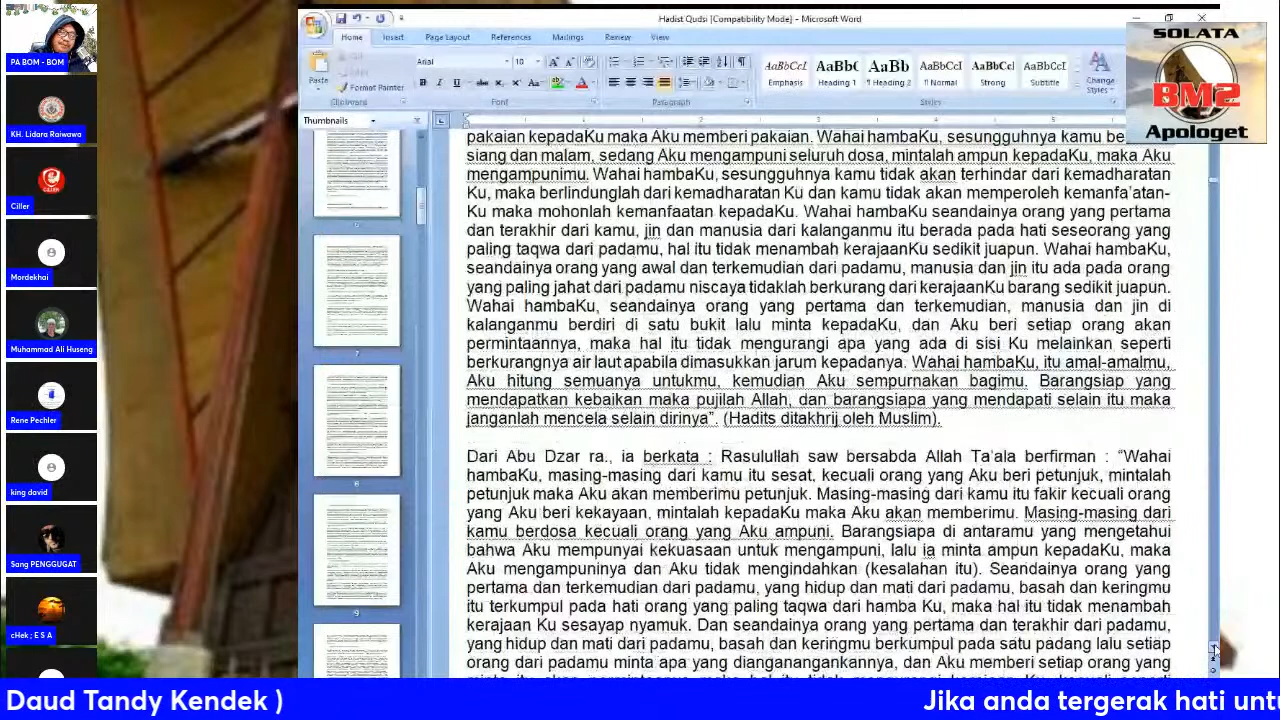 Hadist Qudsi [Compatibility Mode] - Microsoft Word
Home Insert Page Layout References Mailings Review View
Paste
Format Painter
Clipboard
Arial
10
Font
Paragraph
AaBbCcI AaBbC AaBb AaBbCcI AaBbCcI AaBbCcI
Emphasis Heading 1 ¶ Heading 2 ¶ Normal Strong Subtitle
Change Styles
Styles
Thumbnails
SOLATA
BM2
Apologet
PA BOM - BOM
KH. Lidara Raiwawa
Ciller
Mordekhai
Muhammad Ali Huseng
Rene Pechler
king david
Sang PENGGUGAT
cHek ; E S A
7
8
9
pakaian kepadaku maka Aku memberi pakaian. Wahai hambaKu, sesungguhnya kamu
siang malam, sedang Aku mengampuni seluruh dosa, mintalah ampun kepadaKu, maka Aku
mengampunimu. Wahai hambaKu, sesungguhnya kamu tidak akan terhindar dari kemadharatan
Ku, maka berlindunglah dari kemadharatanKu dan kamu tidak akan memperoleh kemanfa'atan-
Ku maka mohonlah kemanfaatan kepadaKu. Wahai hambaKu seandainya orang yang pertama
dan terakhir dari kamu, jin dan manusia dari kalanganmu itu berada pada hati seseorang yang
paling taqwa dari padamu, hal itu tidak menambah kerajaanKu sedikit juapun. Wahai hambaKu,
seandainya orang yang awal dan terkemudian dari padamu, manusia dan jin itu ada pada orang
yang paling jahat dari padamu niscaya tidaklah berkurang dari kerajaanKu barang sedikit juapun.
Wahai hambaKu, seandainya orang yang pertama dan terkemudian, manusia dan jin di
kalanganmu berdiri di satu bukit lalu minta kepadaKu, dan Aku beri setiap orang akan
permintaannya, maka hal itu tidak mengurangi apa yang ada di sisi Ku melainkan seperti
berkurangnya air laut apabila dimasukkan jarum kepadanya. Wahai hambaKu, itu amal-amalmu,
Aku hitung semuanya untukmu, kemudian Aku sempurnakan bagimu. Barangsiap yang
mendapatkan kebaikan maka pujilah Allah dan barangsiapa yang mendapati selain itu maka
janganlah mencela selain dirinya” (Hadist ditakhrij oleh Muslim).
Dari Abu Dzar ra., ia berkata : Rasulullah saw bersabda Allah Ta'ala berfirman : “Wahai
hambaKu, masing-masing dari kamu itu sesat, kecuali orang yang Aku beri petunjuk, mintalah
petunjuk maka Aku akan memberimu petunjuk. Masing-masing dari kamu itu fakir kecuali orang
yang Aku beri kekayaan, mintalah kepadaKu maka Aku akan memberimu. Masing-masing dari
kamu berdosa kecuali orang yang Aku ampuni. Barangsiapa di antaramu yang mengetahui
bahwa Aku mempunyai kekuasaan untuk mengampuni, lalu ia minta ampun kepadaKu, maka
Aku mengampuninya dan Aku tidak memperdulikan (kesalahan itu). Seandainya orang yang
pertama dan terkemudian dari padamu, yang hidup dan mati dari padamu, basah dan keringmu
itu terkumpul pada hati orang yang paling taqwa dari hamba Ku, maka hal itu tidak menambah
kerajaan Ku sesayap nyamuk. Dan seandainya orang yang pertama dan terakhir dari padamu,
yang hidup dan mati dari padamu, basah dan keringmu berkumpul pada satu bukit, lalu setiap
orang dari padamu minta apa yang diangan-angankannya, dan Aku memberi setiap orang yang
Daud Tandy Kendek )
Jika anda tergerak hati untu